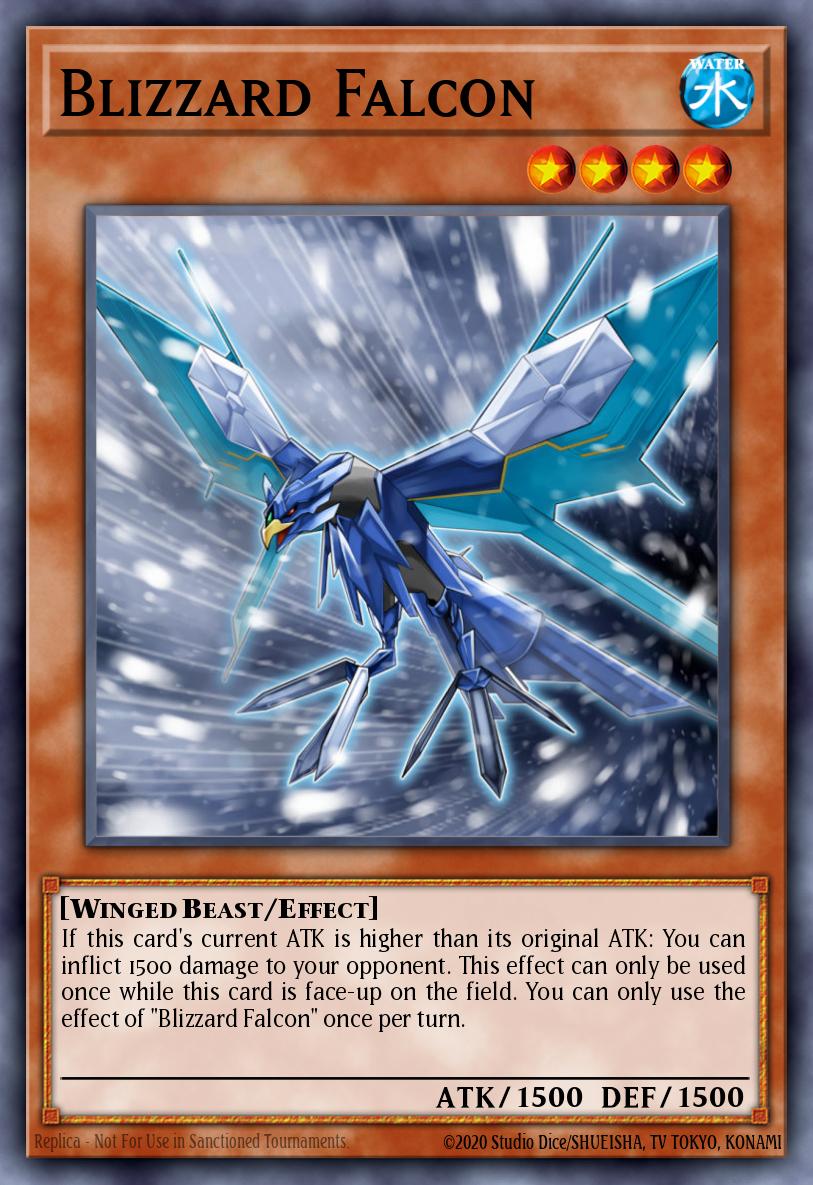 Blizzard Falcon
WATER
水
[Winged Beast/Effect]
If this card's current ATK is higher than its original ATK: You can
inflict 1500 damage to your opponent. This effect can only be used
once while this card is face-up on the field. You can only use the
effect of "Blizzard Falcon" once per turn.
ATK/1500 DEF/1500
Replica - Not For Use in Sanctioned Tournaments.
©2020 Studio Dice/SHUEISHA, TV TOKYO, KONAMI